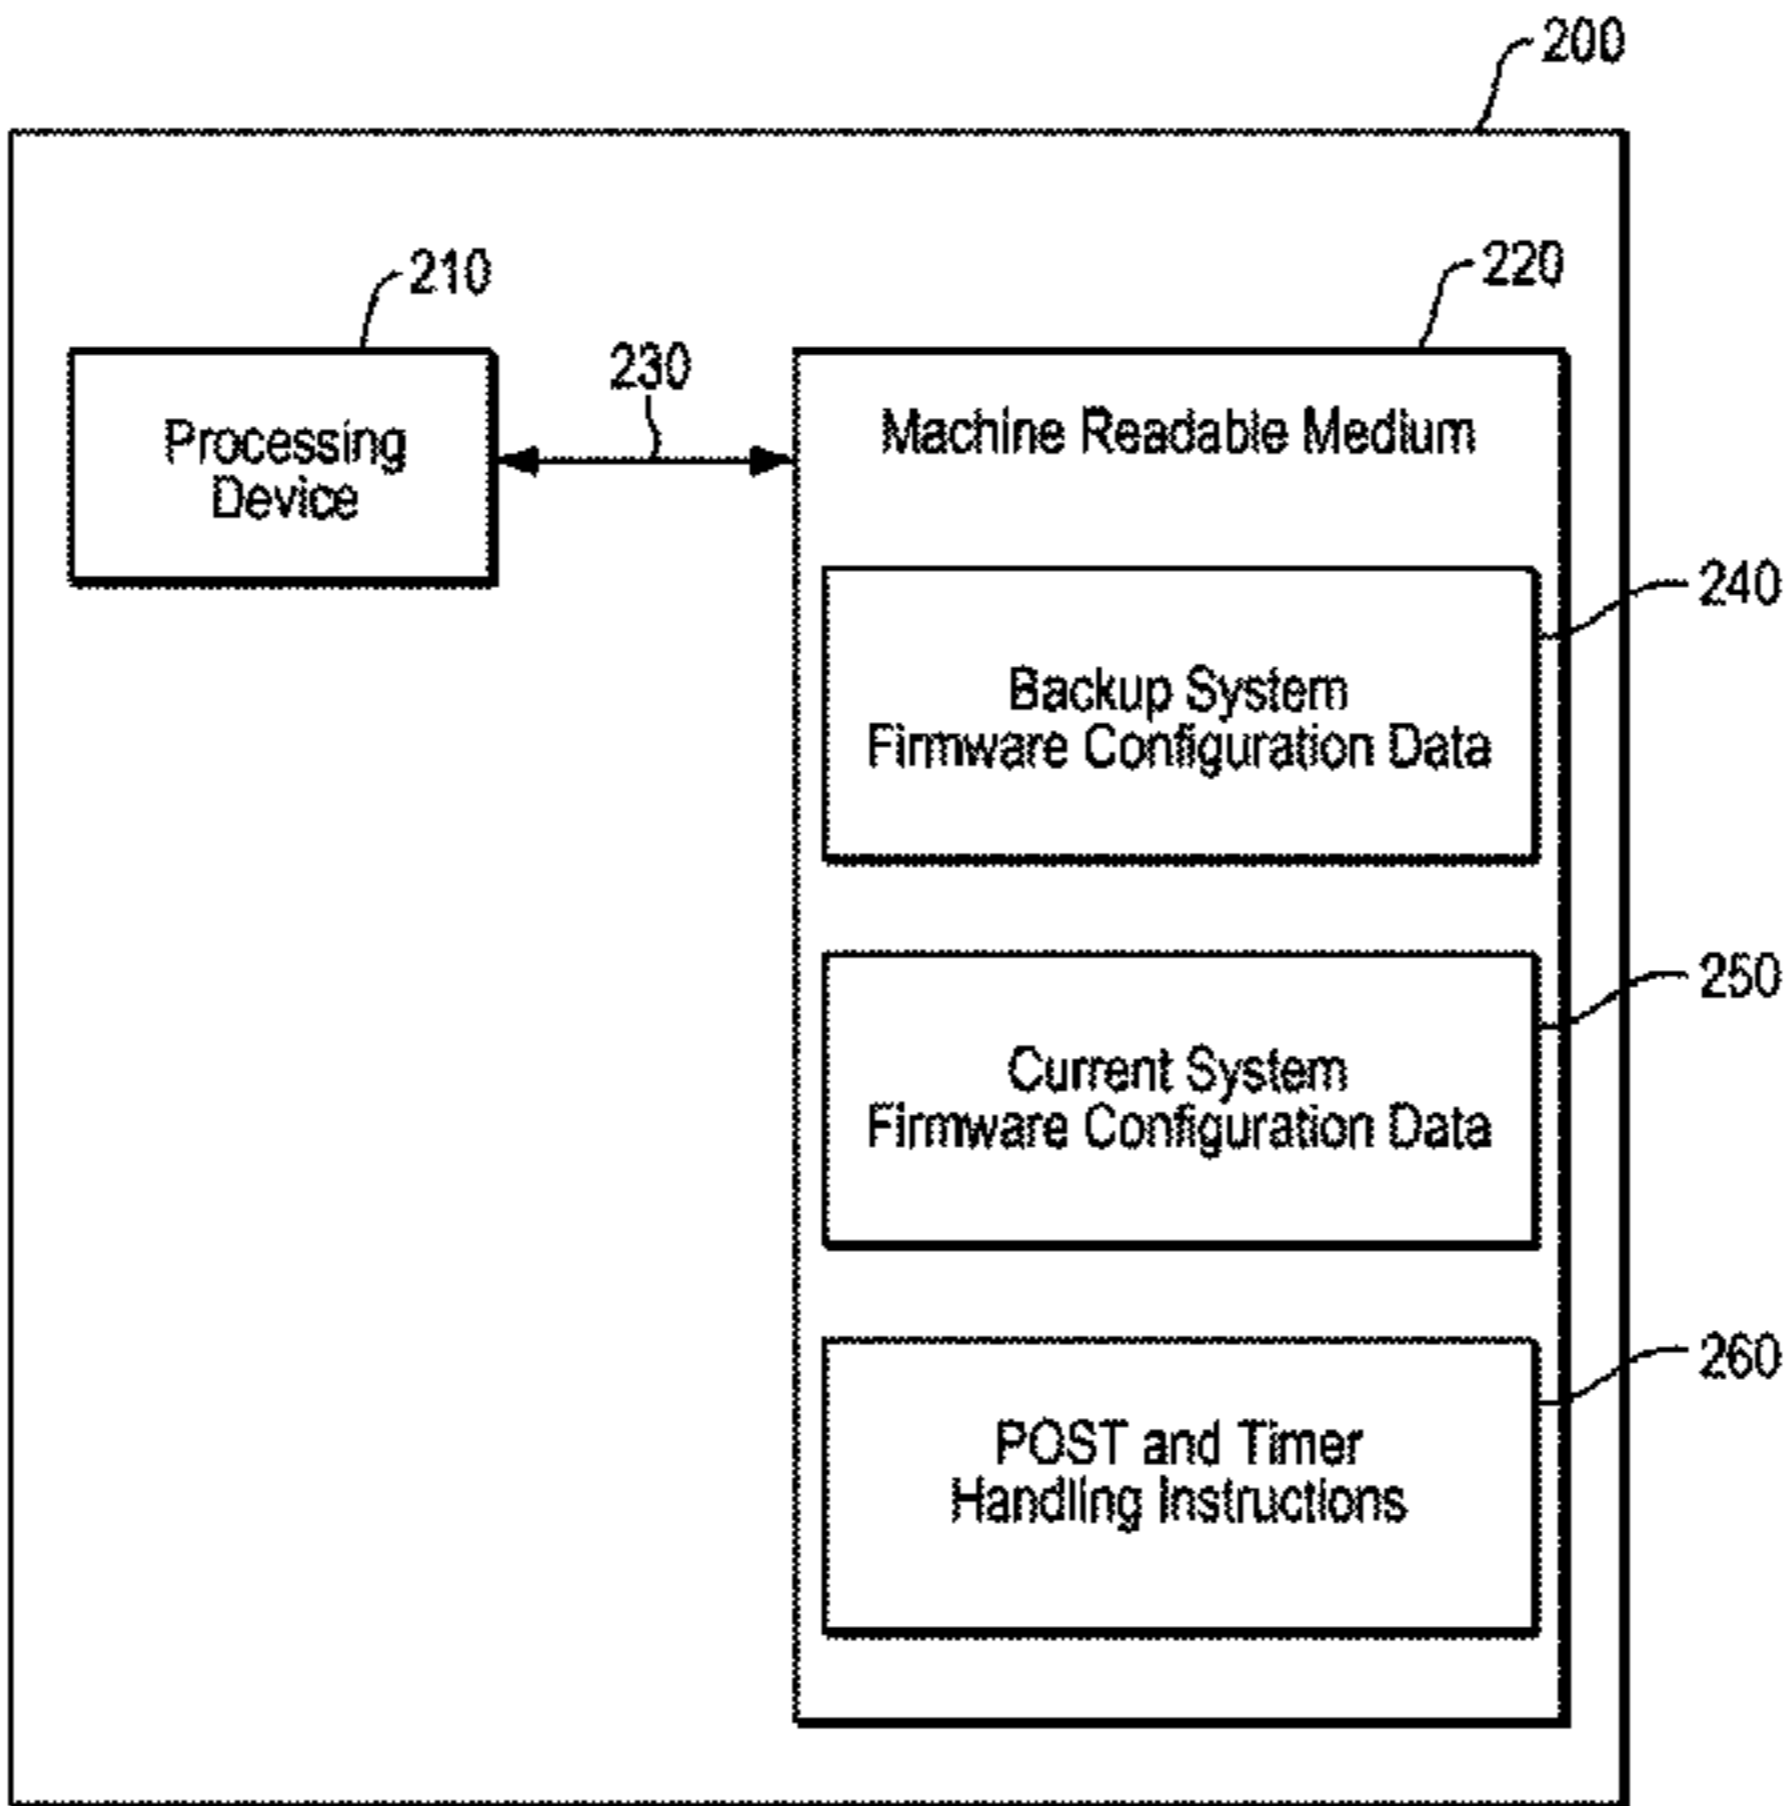 200
210
220
230
Processing
Device
Machine Readable Medium
240
Backup System
Firmware Configuration Data
250
Current System
Firmware Configuration Data
260
POST and Timer
Handling Instructions